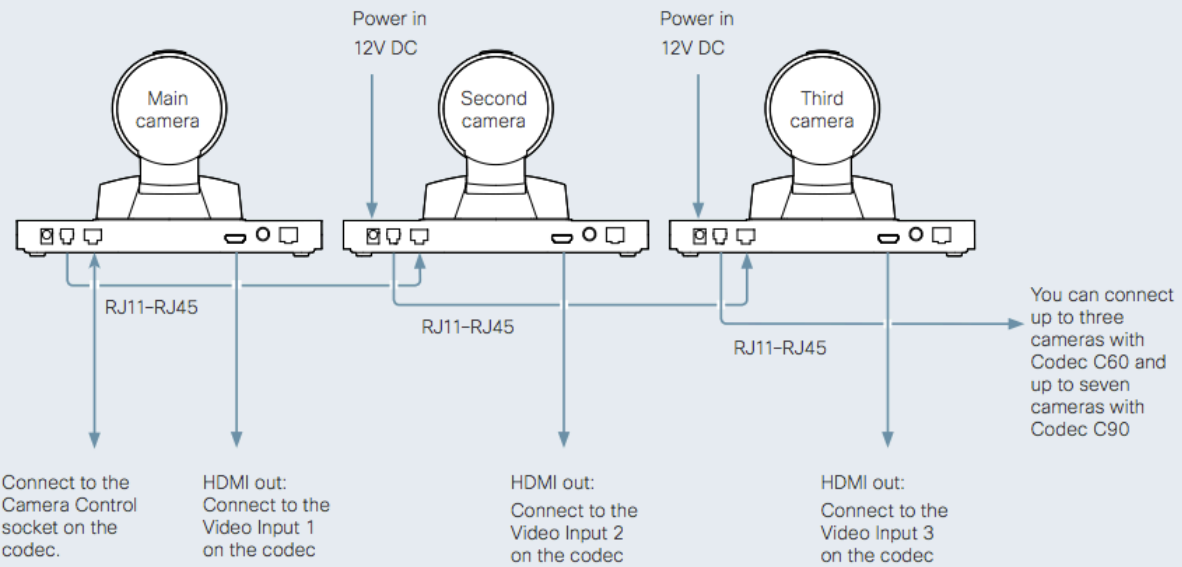 Power in
12V DC
Power in
12V DC
Main
camera
Second
camera
Third
camera
RJ11–RJ45
RJ11–RJ45
RJ11–RJ45
You can connect
up to three
cameras with
Codec C60 and
up to seven
cameras with
Codec C90
Connect to the
Camera Control
socket on the
codec.
HDMI out:
Connect to the
Video Input 1
on the codec
HDMI out:
Connect to the
Video Input 2
on the codec
HDMI out:
Connect to the
Video Input 3
on the codec